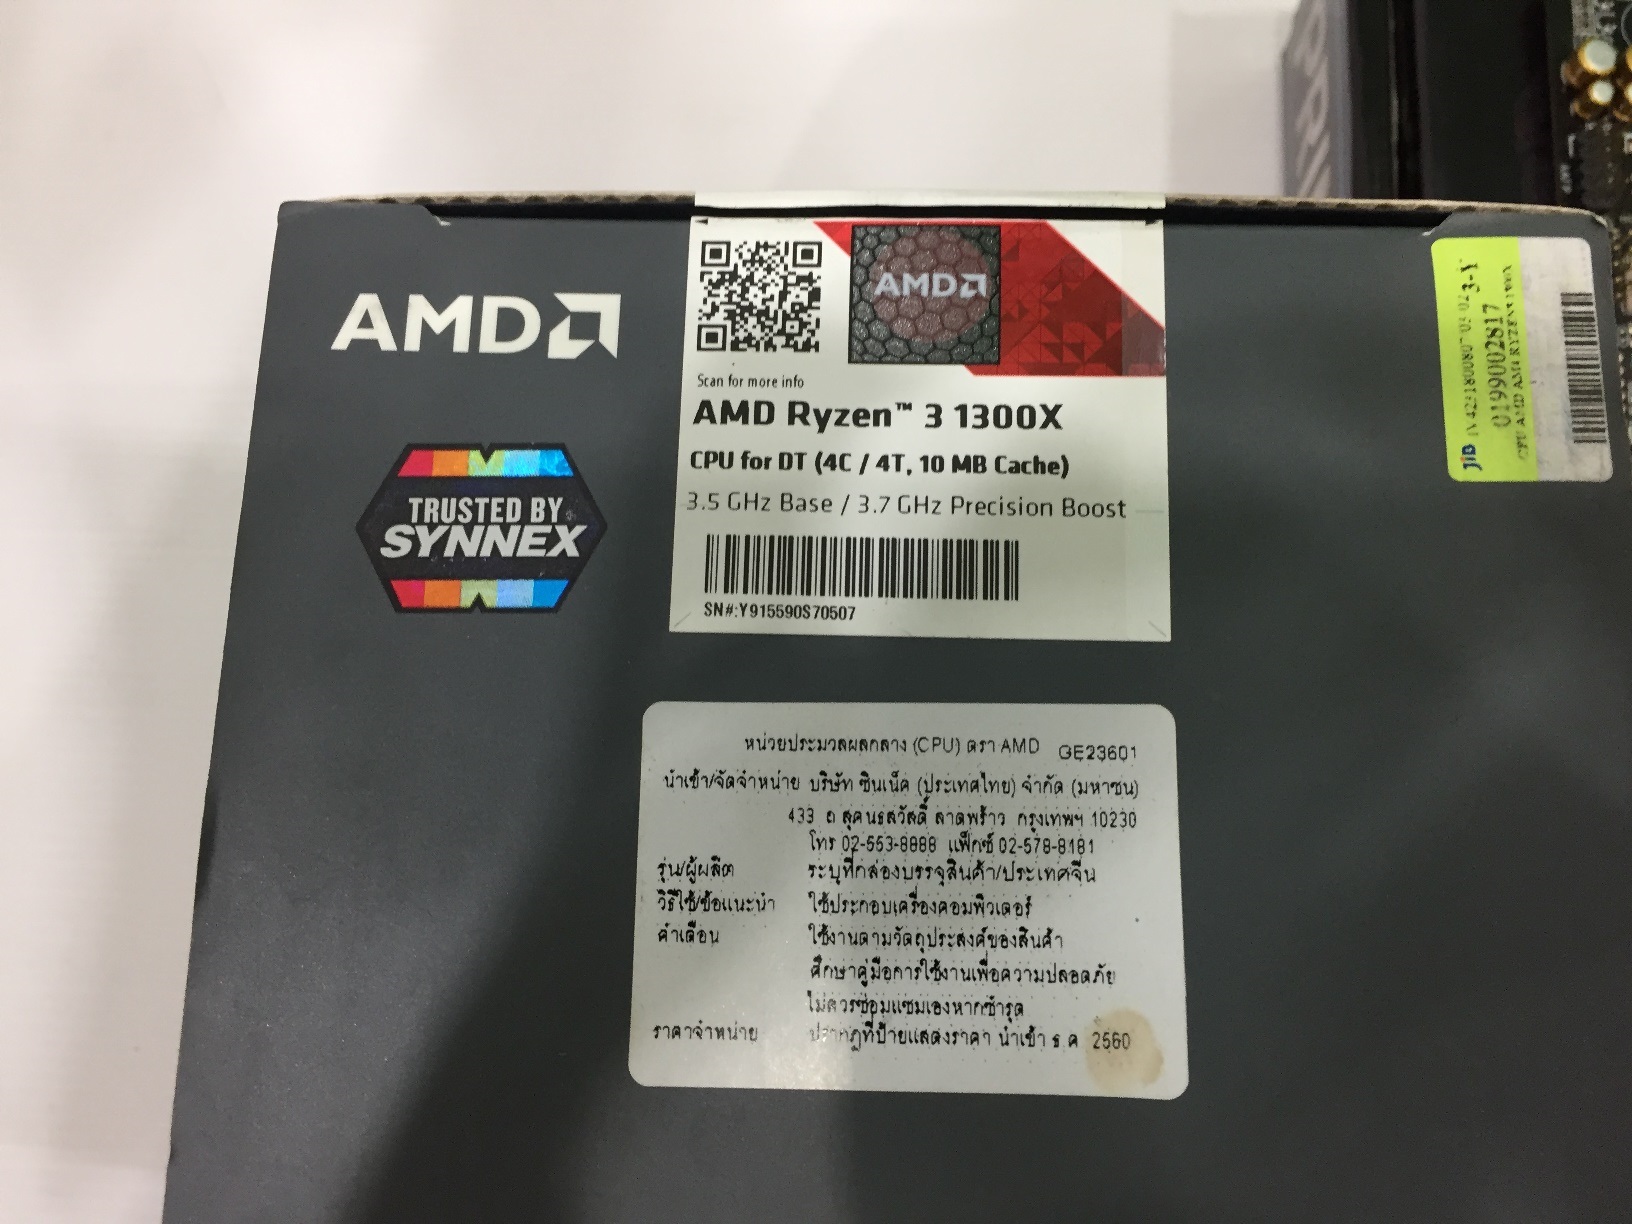 AMD
TRUSTED BY
SYNNEX
AMD
Scan for more info
AMD Ryzen™ 3 1300X
CPU for DT (4C / 4T, 10 MB Cache)
3.5 GHz Base / 3.7 GHz Precision Boost
SN#:Y915590S70507
JIB
3-Y
0199002817
CPU AMD AM4 RYZEN3 1300X
หน่วยประมวลผลกลาง (CPU) ตรา AMD GE23601
นำเข้า/จัดจำหน่าย บริษัท ซินเน็ค (ประเทศไทย) จำกัด (มหาชน)
433 ถ สุคนธสวัสดิ์ ลาดพร้าว กรุงเทพฯ 10230
โทร 02-553-8888 แฟ็กซ์ 02-578-8181
รุ่น/ผู้ผลิต ระบุที่กล่องบรรจุสินค้า/ประเทศจีน
วิธีใช้/ข้อแนะนำ ใช้ประกอบเครื่องคอมพิวเตอร์
คำเตือน ใช้งานตามวัตถุประสงค์ของสินค้า
ศึกษาคู่มือการใช้งานเพื่อความปลอดภัย
ไม่ควรซ่อมแซมเองหากชำรุด
ราคาจำหน่าย ปรากฏที่ป้ายแสดงราคา นำเข้า ธ ค 2560